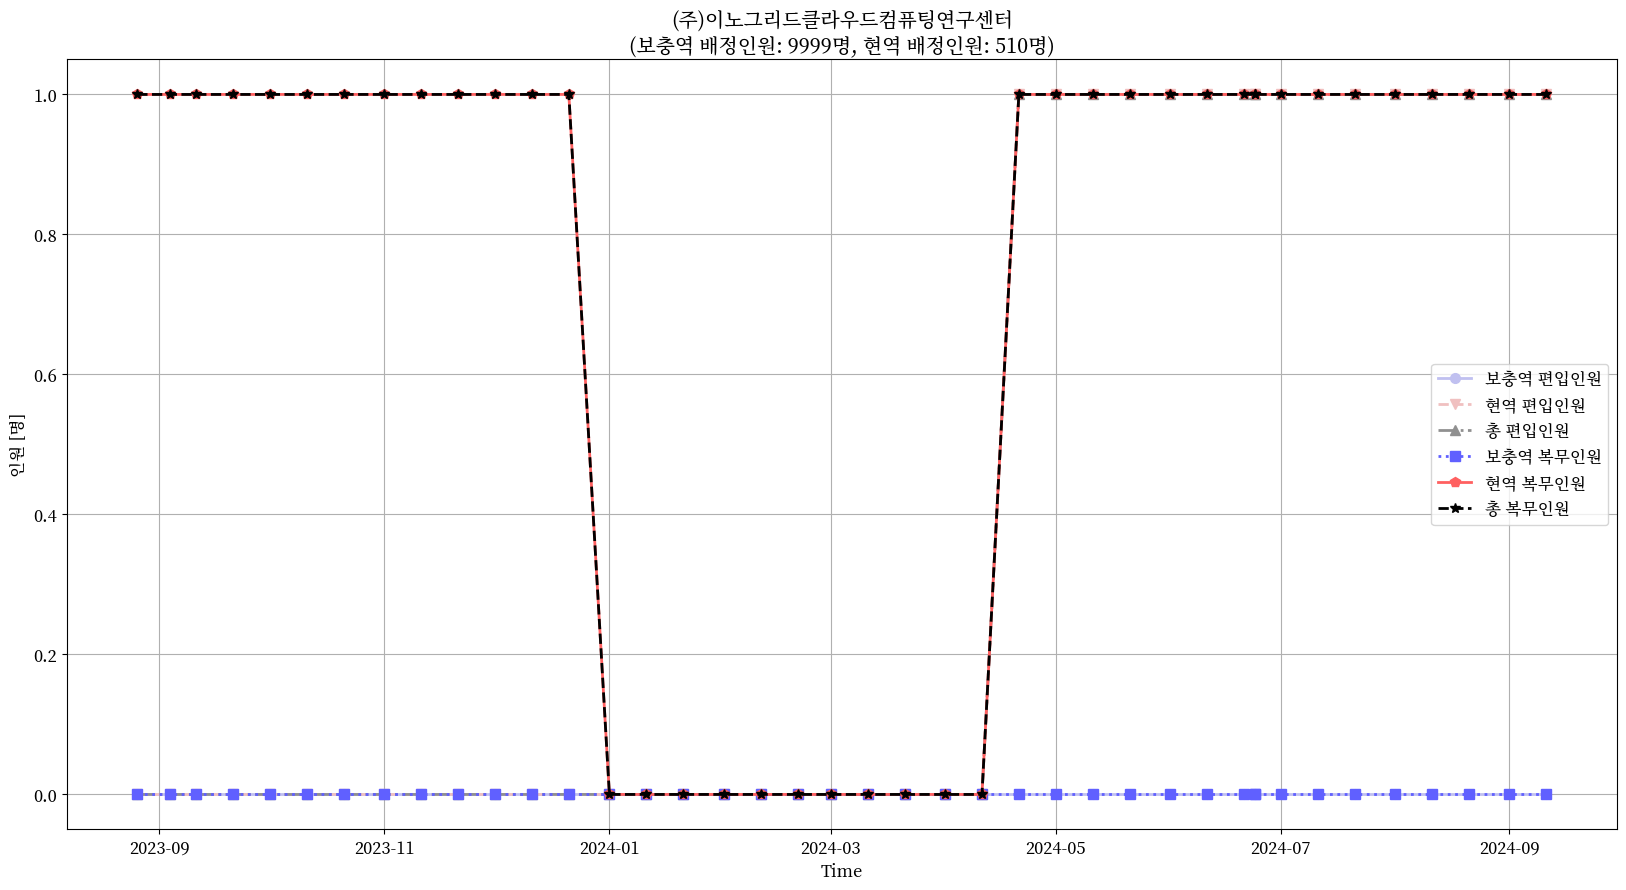 (주)이노그리드클라우드컴퓨팅연구센터
(보충역 배정인원: 9999명, 현역 배정인원: 510명)
1.0
0.8
0.6
0.4
0.2
0.0
인원 [명]
보충역 편입인원
현역 편입인원
총 편입인원
보충역 복무인원
현역 복무인원
총 복무인원
2023-09
2023-11
2024-01
2024-03
2024-05
2024-07
2024-09
Time